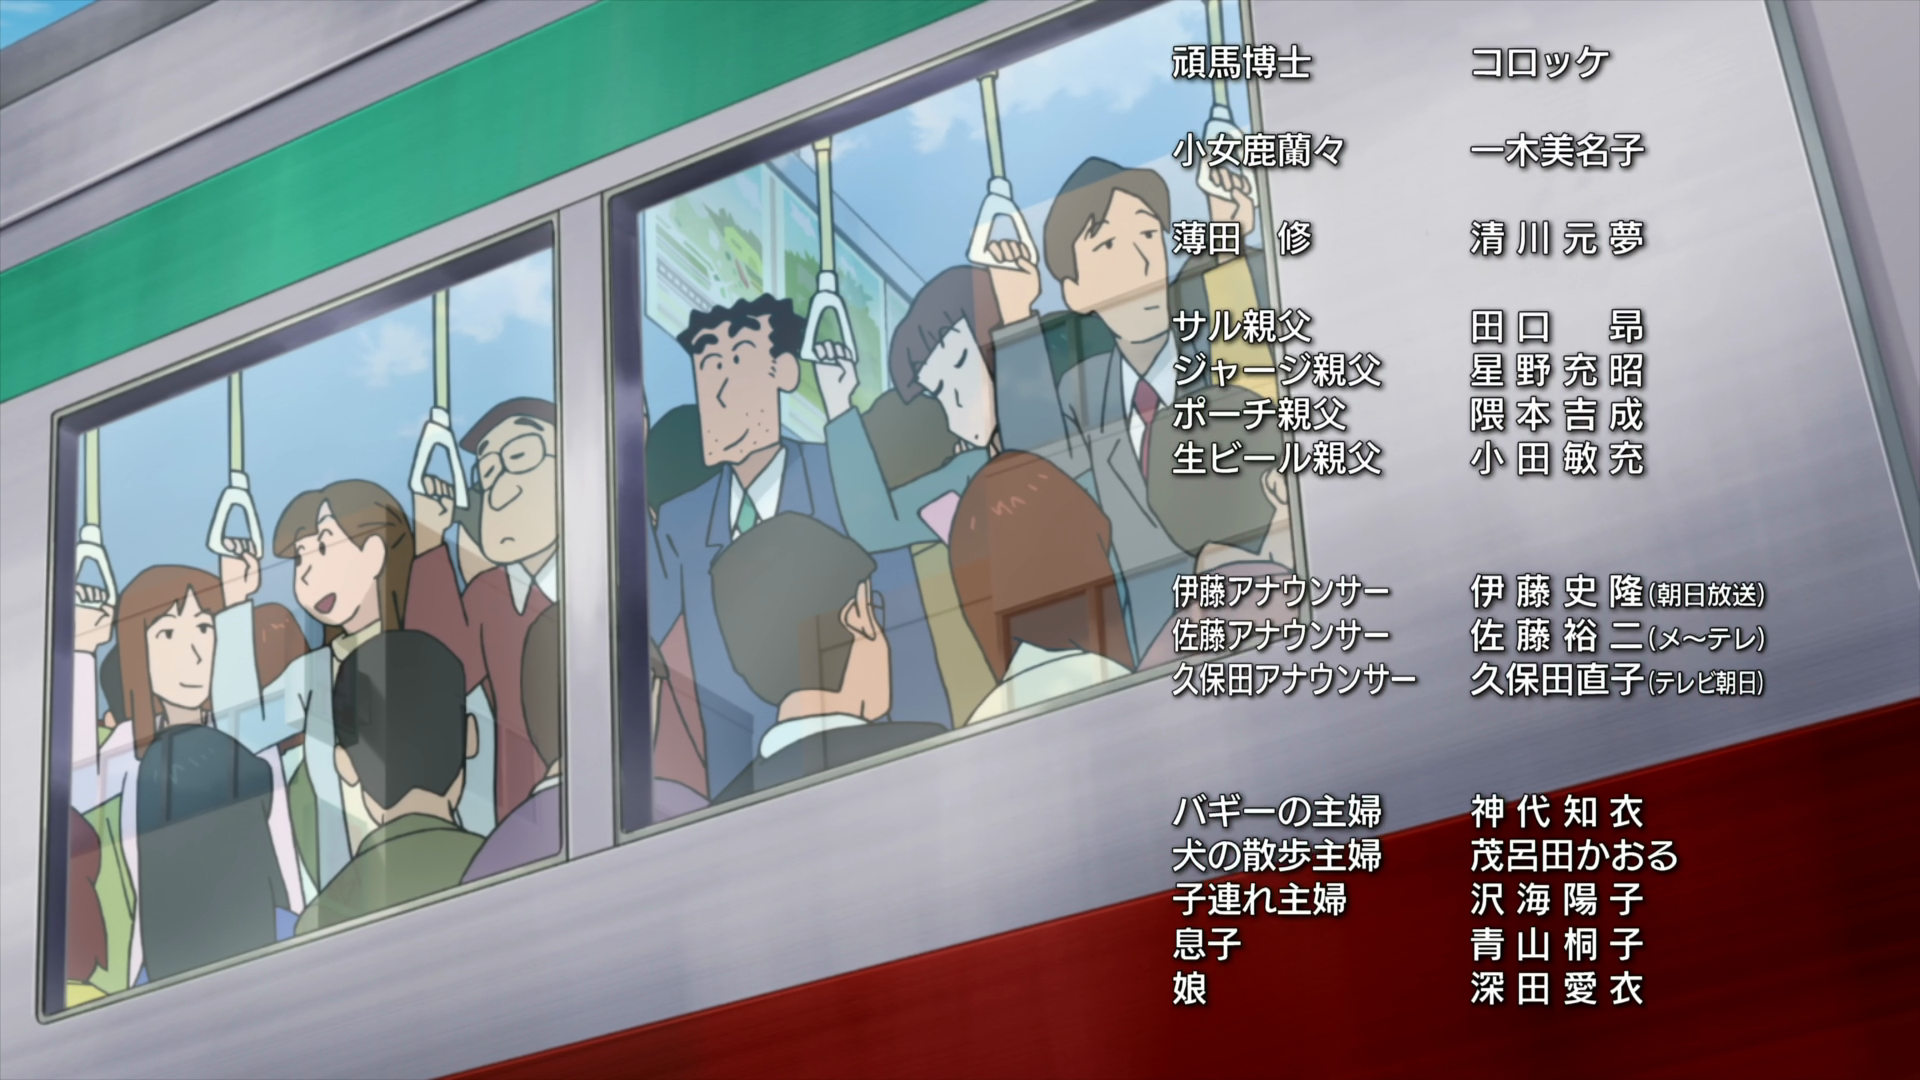 頑馬博士 コロッケ
小女鹿蘭々 一木美名子
薄田 修 清川元夢
サル親父 田口 昂
ジャージ親父 星野充昭
ポーチ親父 隈本吉成
生ビール親父 小田敏充
伊藤アナウンサー 伊藤史隆(朝日放送)
佐藤アナウンサー 佐藤裕二(メ〜テレ)
久保田アナウンサー 久保田直子(テレビ朝日)
バギーの主婦 神代知衣
犬の散歩主婦 茂呂田かおる
子連れ主婦 沢海陽子
息子 青山桐子
娘 深田愛衣